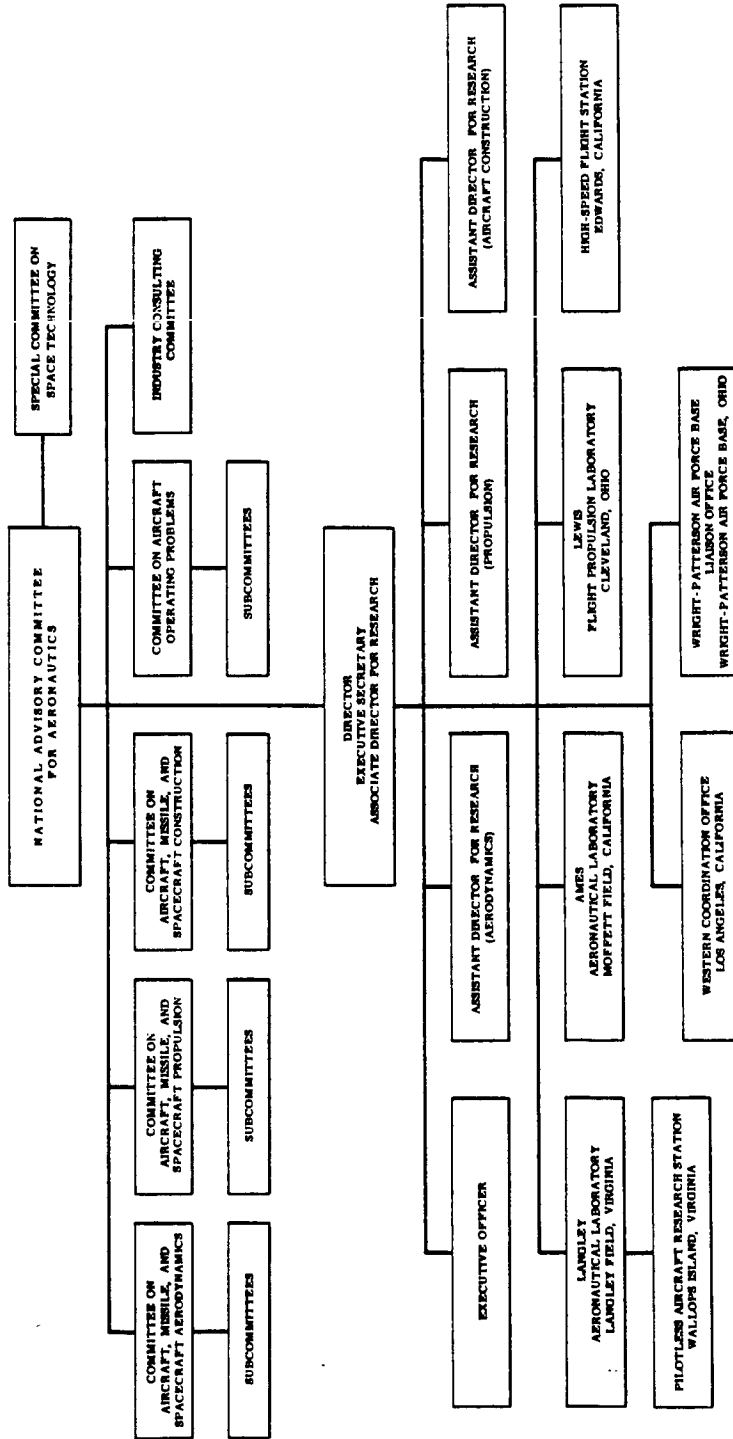 NATIONAL ADVISORY COMMITTEE
FOR AERONAUTICS
SPECIAL COMMITTEE ON
SPACE TECHNOLOGY
COMMITTEE ON
AIRCRAFT, MISSILE, AND
SPACECRAFT AERODYNAMICS
COMMITTEE ON
AIRCRAFT, MISSILE, AND
SPACECRAFT PROPULSION
COMMITTEE ON
AIRCRAFT, MISSILE, AND
SPACECRAFT CONSTRUCTION
COMMITTEE ON AIRCRAFT
OPERATING PROBLEMS
INDUSTRY CONSULTING
COMMITTEE
SUBCOMMITTEES
SUBCOMMITTEES
SUBCOMMITTEES
SUBCOMMITTEES
DIRECTOR
EXECUTIVE SECRETARY
ASSOCIATE DIRECTOR FOR RESEARCH
EXECUTIVE OFFICER
ASSISTANT DIRECTOR FOR RESEARCH
(AERODYNAMICS)
ASSISTANT DIRECTOR FOR RESEARCH
(PROPULSION)
ASSISTANT DIRECTOR FOR RESEARCH
(AIRCRAFT CONSTRUCTION)
LANGLEY
AERONAUTICAL LABORATORY
LANGLEY FIELD, VIRGINIA
AMES
AERONAUTICAL LABORATORY
MOFFETT FIELD, CALIFORNIA
LEWIS
FLIGHT PROPULSION LABORATORY
CLEVELAND, OHIO
HIGH-SPEED FLIGHT STATION
EDWARDS, CALIFORNIA
PILOTLESS AIRCRAFT RESEARCH STATION
WALLOPS ISLAND, VIRGINIA
WESTERN COORDINATION OFFICE
LOS ANGELES, CALIFORNIA
WRIGHT-PATTERSON AIR FORCE BASE
LIAISON OFFICE
WRIGHT-PATTERSON AIR FORCE BASE, OHIO